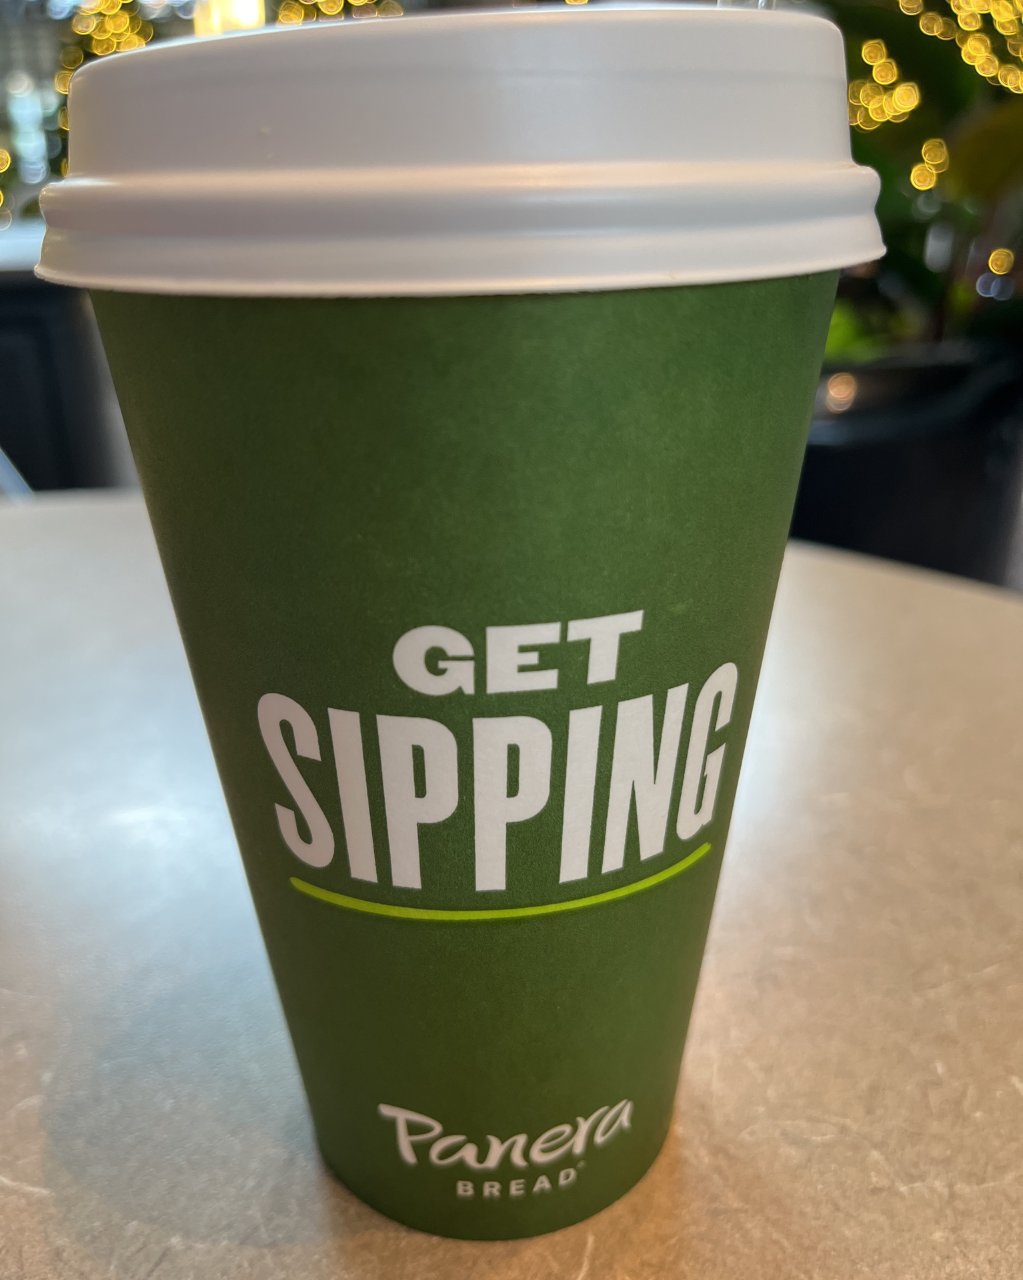 GET
SIPPING
Panera
BREAD®